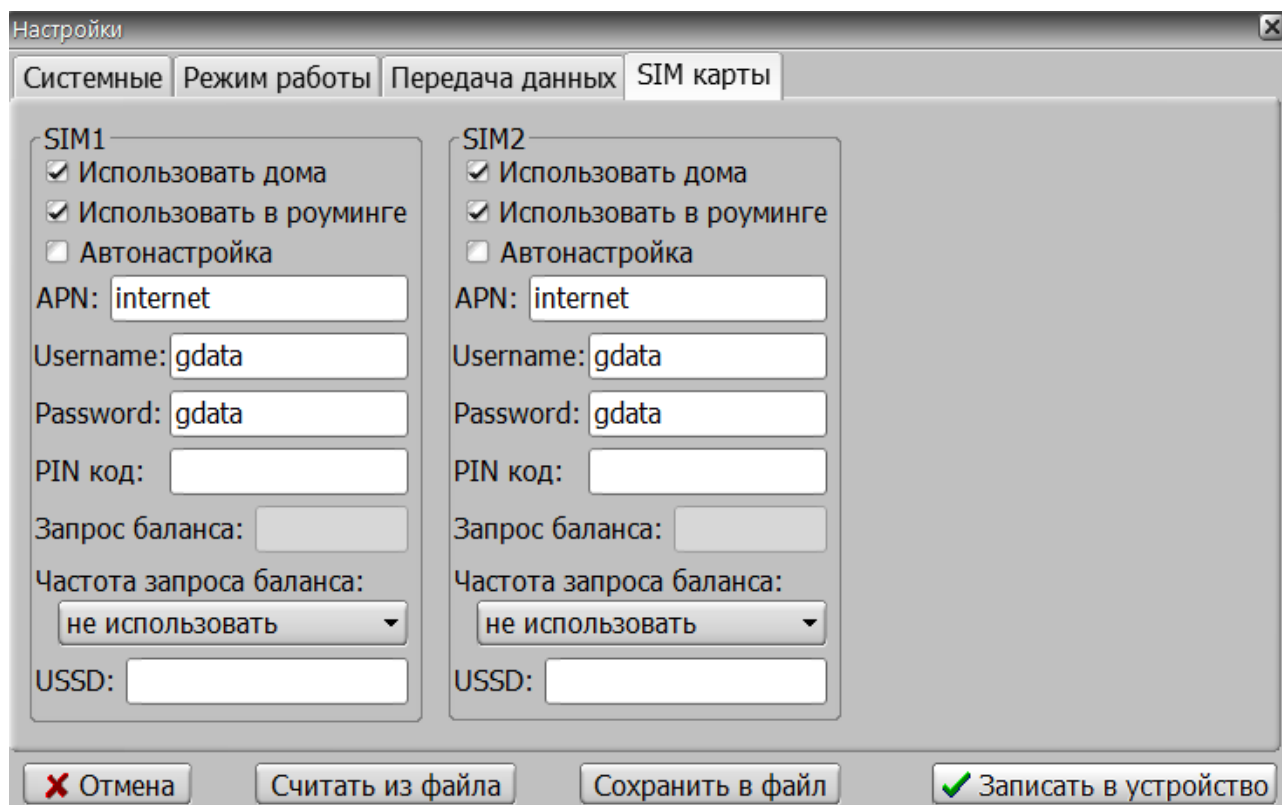 Настройки
Системные Режим работы Передача данных SIM карты
SIM1 SIM2
Использовать дома Использовать дома
Использовать в роуминге Использовать в роуминге
Автонастройка Автонастройка
APN: internet APN: internet
Username: gdata Username: gdata
Password: gdata Password: gdata
PIN код: PIN код:
Запрос баланса: Запрос баланса:
Частота запроса баланса: Частота запроса баланса:
не использовать не использовать
USSD: USSD:
Отмена Считать из файла Сохранить в файл Записать в устройство